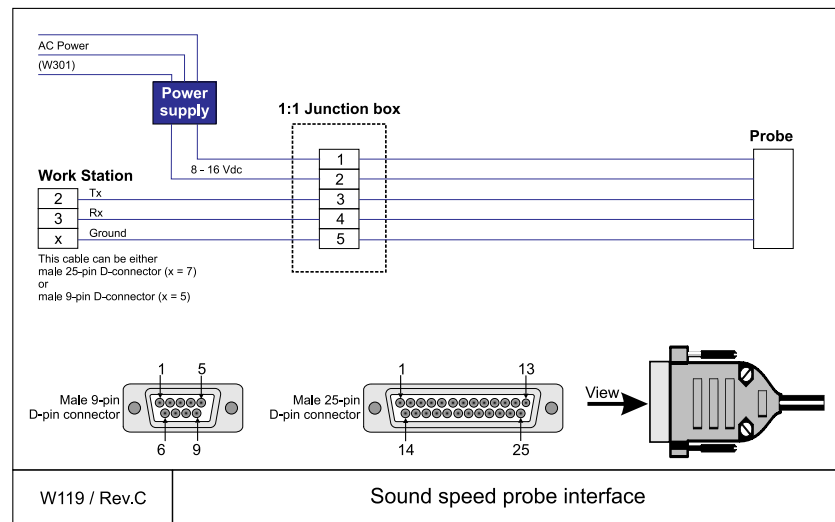 AC Power
(W301)
Power
supply
1:1 Junction box
Probe
1
8 - 16 Vdc
2
Work Station
2
Tx
3
3
Rx
4
x
Ground
5
This cable can be either
male 25-pin D-connector (x = 7)
or
male 9-pin D-connector (x = 5)
1
5
Male 9-pin
D-pin connector
6
9
1
13
Male 25-pin
D-pin connector
14
25
View
W119 / Rev.C
Sound speed probe interface